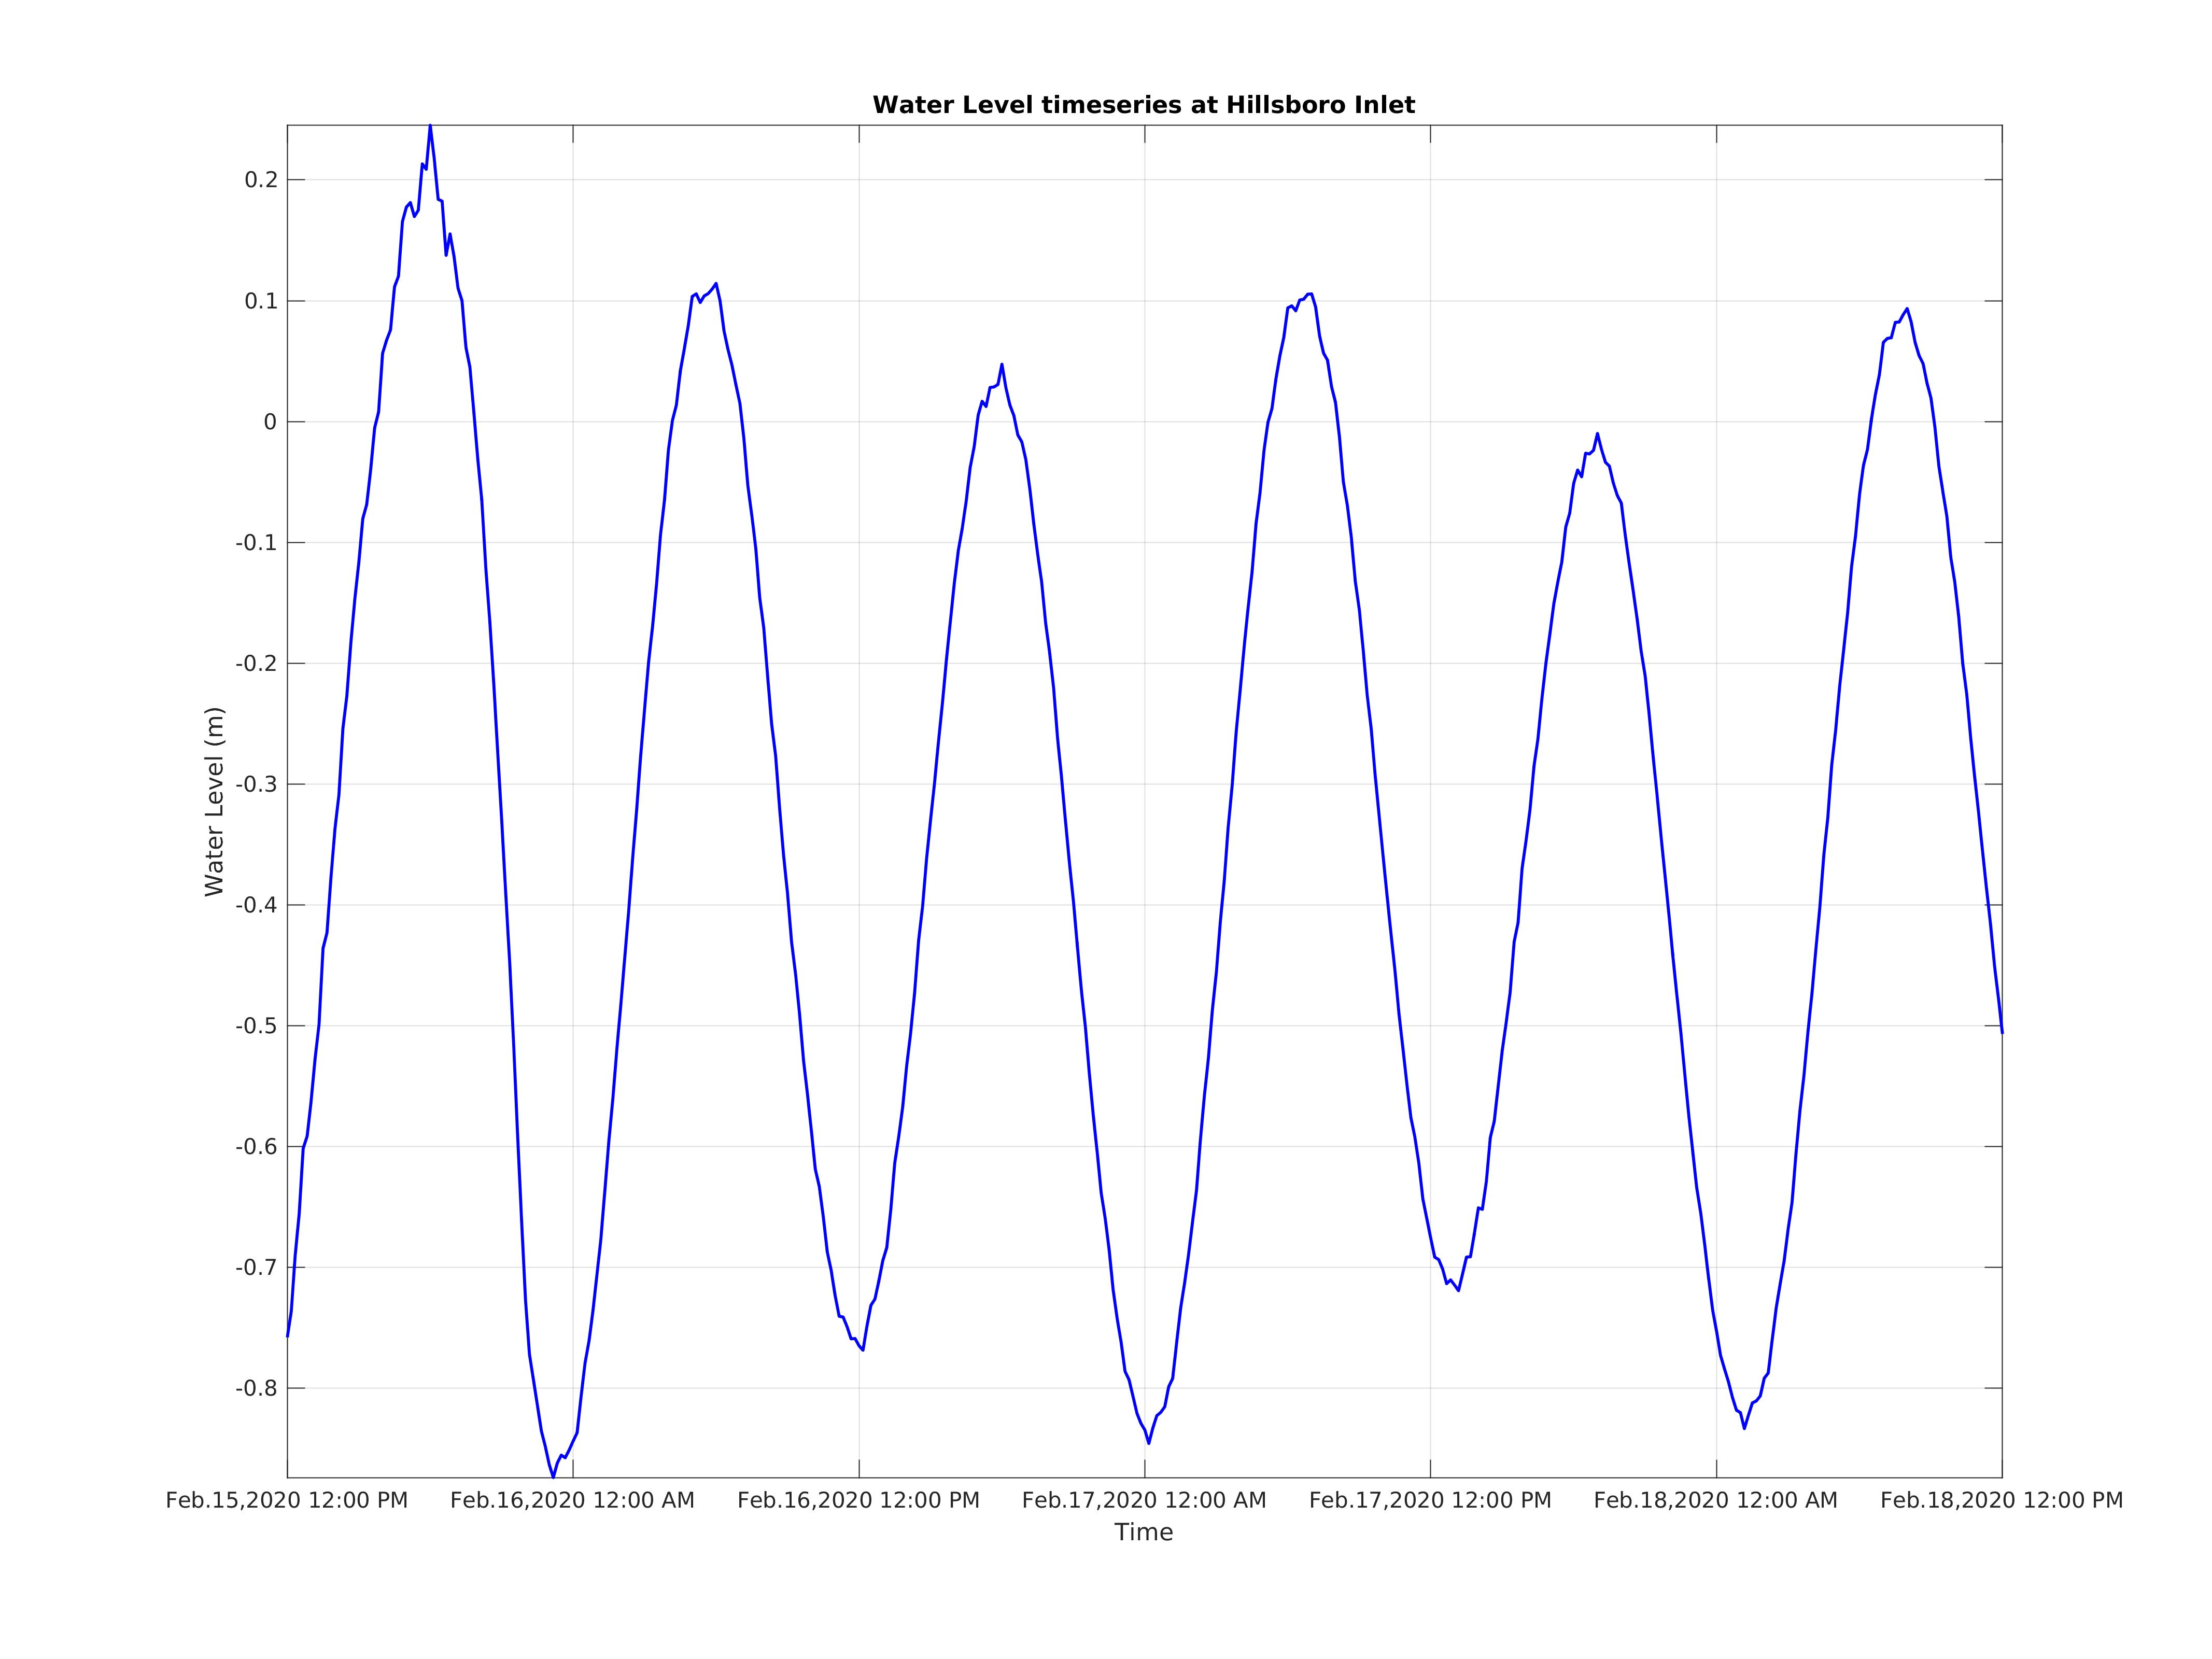 Water Level timeseries at Hillsboro Inlet
0.2
0.1
0
-0.1
-0.2
-0.3
-0.4
-0.5
-0.6
-0.7
-0.8
Water Level (m)
Feb.15,2020 12:00 PM Feb.16,2020 12:00 AM Feb.16,2020 12:00 PM Feb.17,2020 12:00 AM Feb.17,2020 12:00 PM Feb.18,2020 12:00 AM Feb.18,2020 12:00 PM
Time